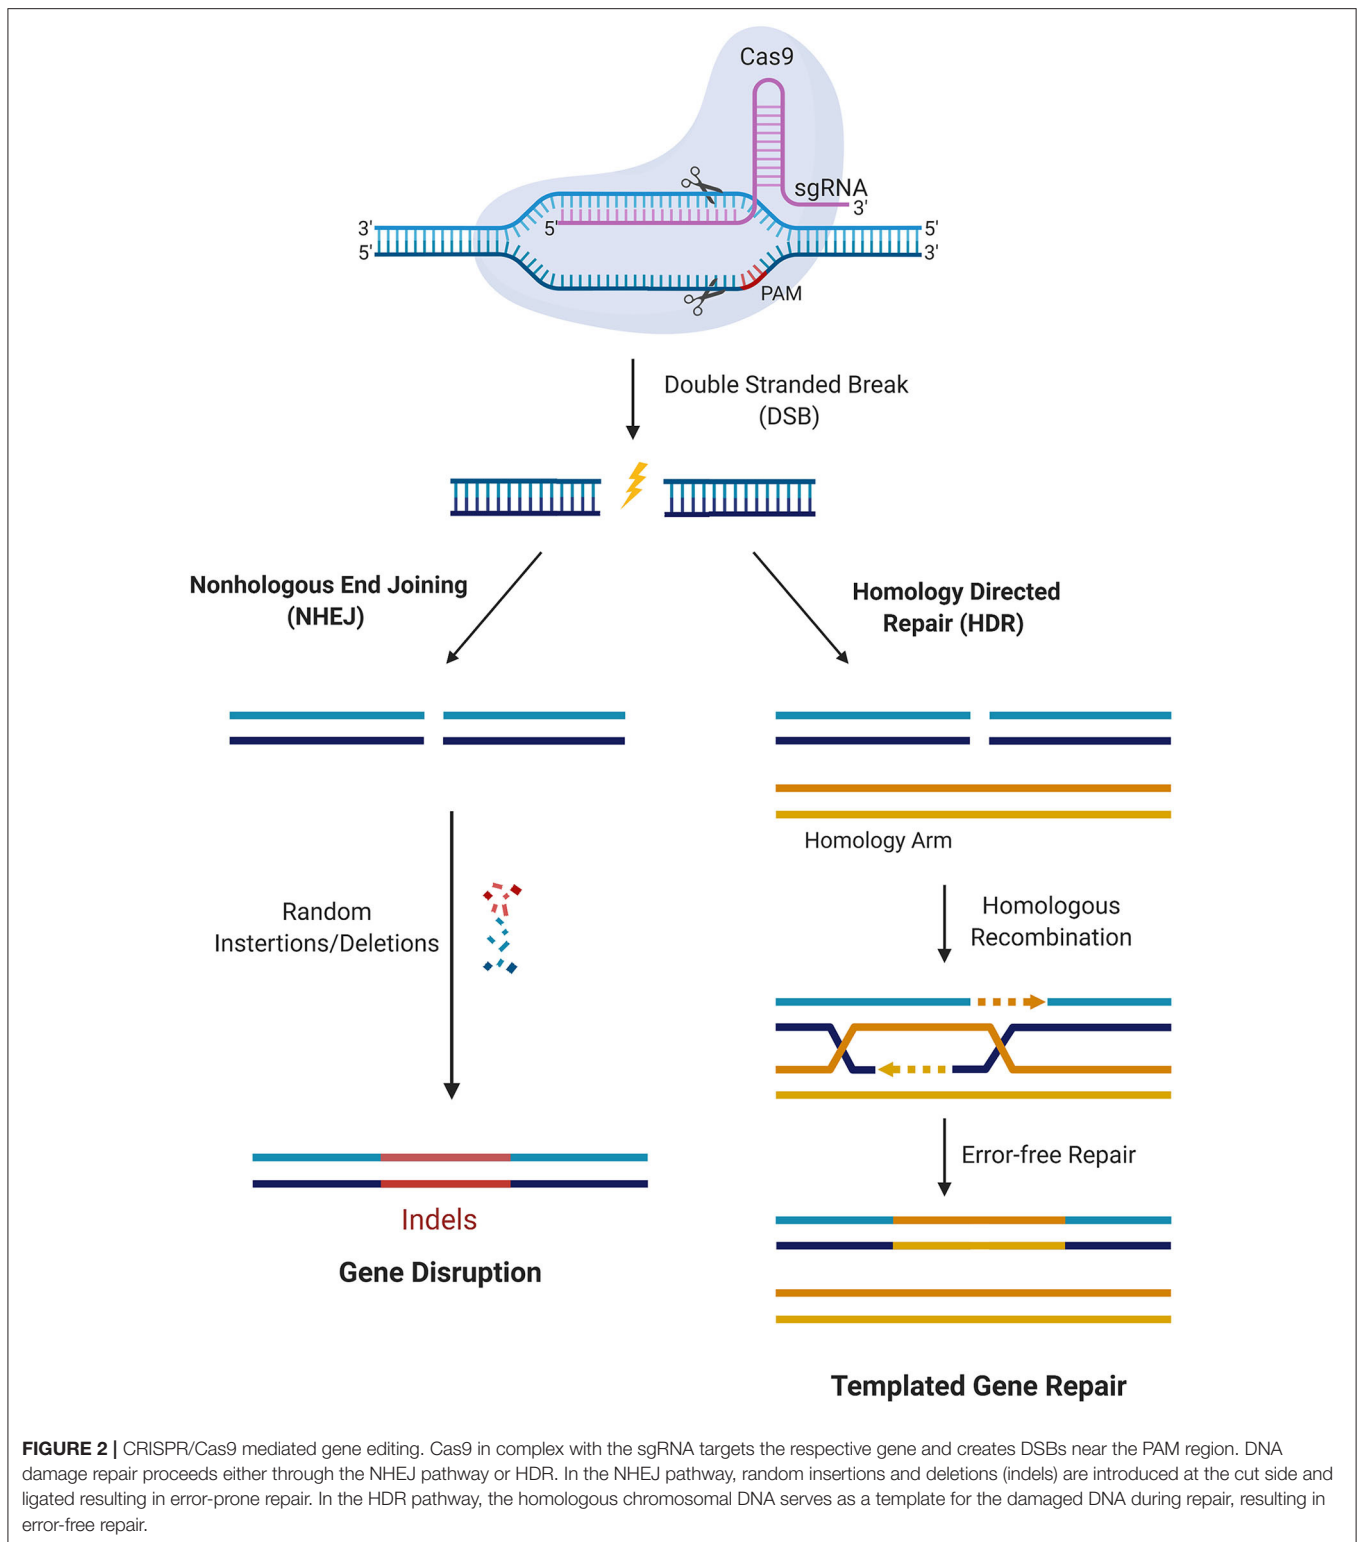 Cas9
sgRNA
3'
3'
5'
5'
5'
3'
PAM
Double Stranded Break
(DSB)
Nonhologous End Joining
(NHEJ)
Homology Directed
Repair (HDR)
Homology Arm
Random
Instertions/Deletions
Homologous
Recombination
Error-free Repair
Indels
Gene Disruption
Templated Gene Repair
FIGURE 2 | CRISPR/Cas9 mediated gene editing. Cas9 in complex with the sgRNA targets the respective gene and creates DSBs near the PAM region. DNA
damage repair proceeds either through the NHEJ pathway or HDR. In the NHEJ pathway, random insertions and deletions (indels) are introduced at the cut side and
ligated resulting in error-prone repair. In the HDR pathway, the homologous chromosomal DNA serves as a template for the damaged DNA during repair, resulting in
error-free repair.